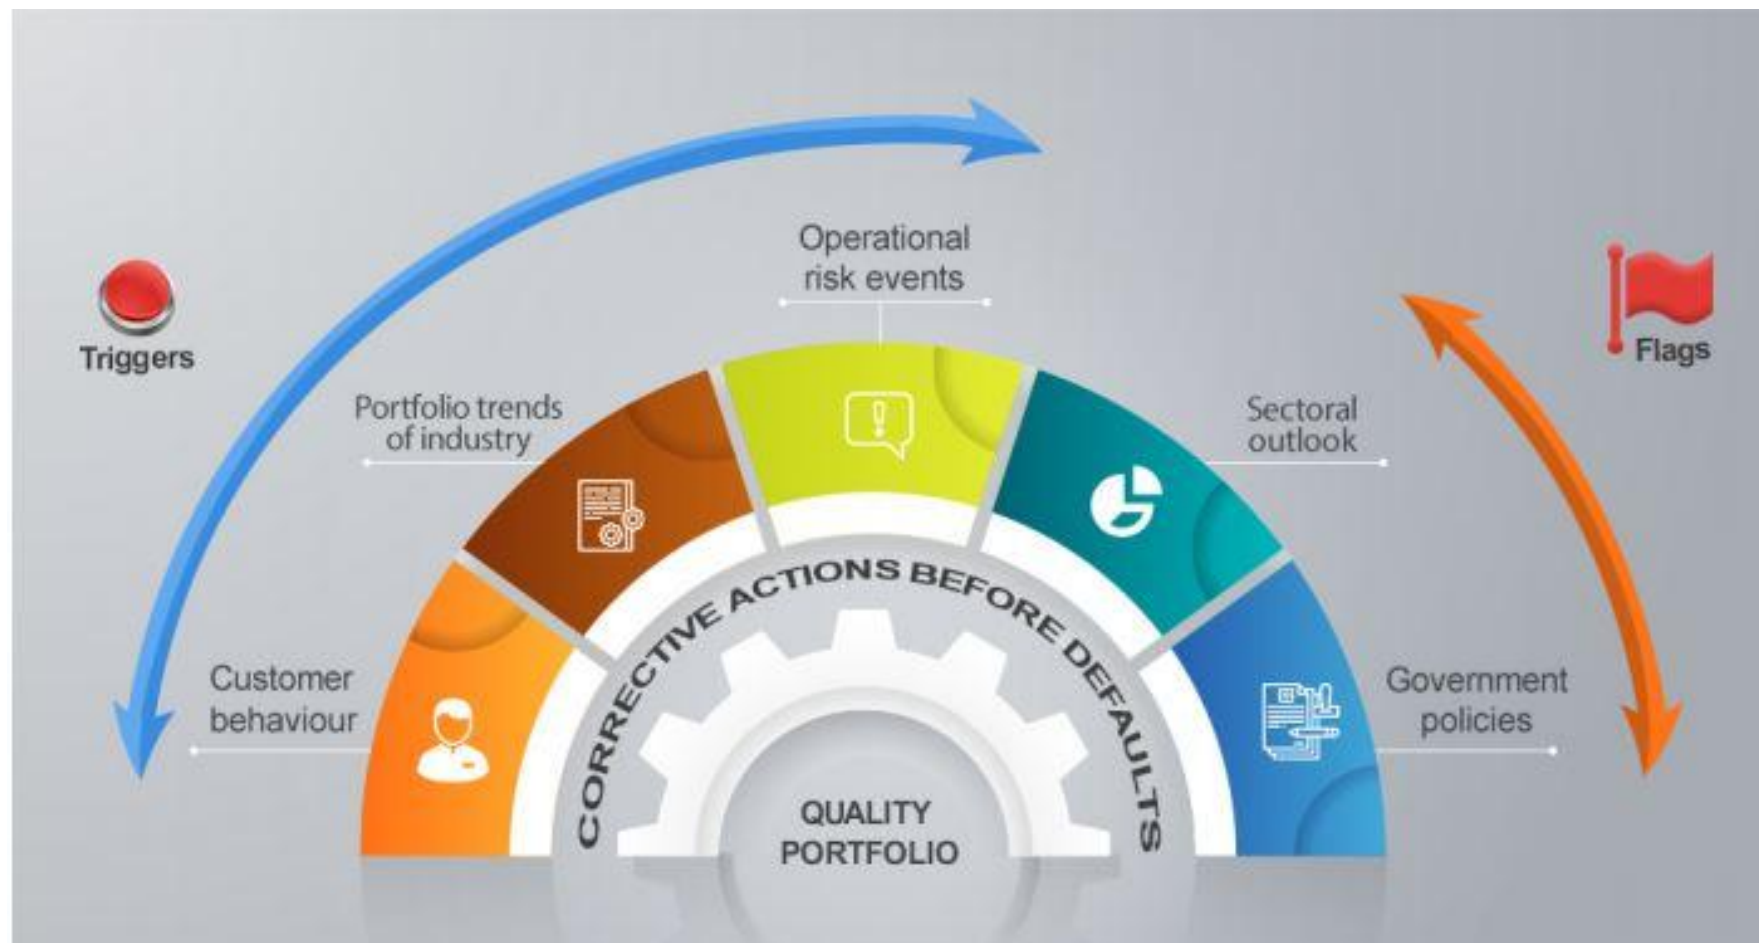 Operational
risk events
Triggers
Flags
Portfolio trends
of industry
Sectoral
outlook
CORRECTIVE ACTIONS BEFORE DEFAULTS
Customer
behaviour
Government
policies
QUALITY
PORTFOLIO